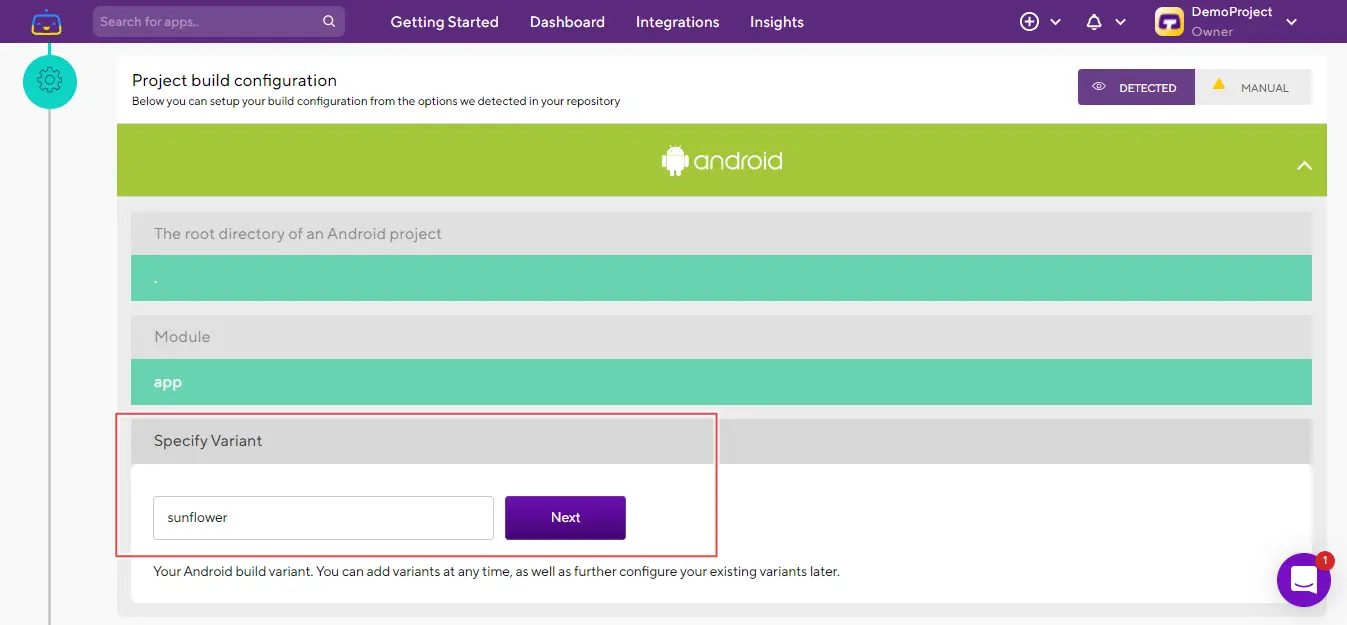 Search for apps..
Getting Started
Dashboard
Integrations
Insights
DemoProject
Owner
Project build configuration
Below you can setup your build configuration from the options we detected in your repository
DETECTED
MANUAL
android
The root directory of an Android project
.
Module
app
Specify Variant
sunflower
Next
Your Android build variant. You can add variants at any time, as well as further configure your existing variants later.
1